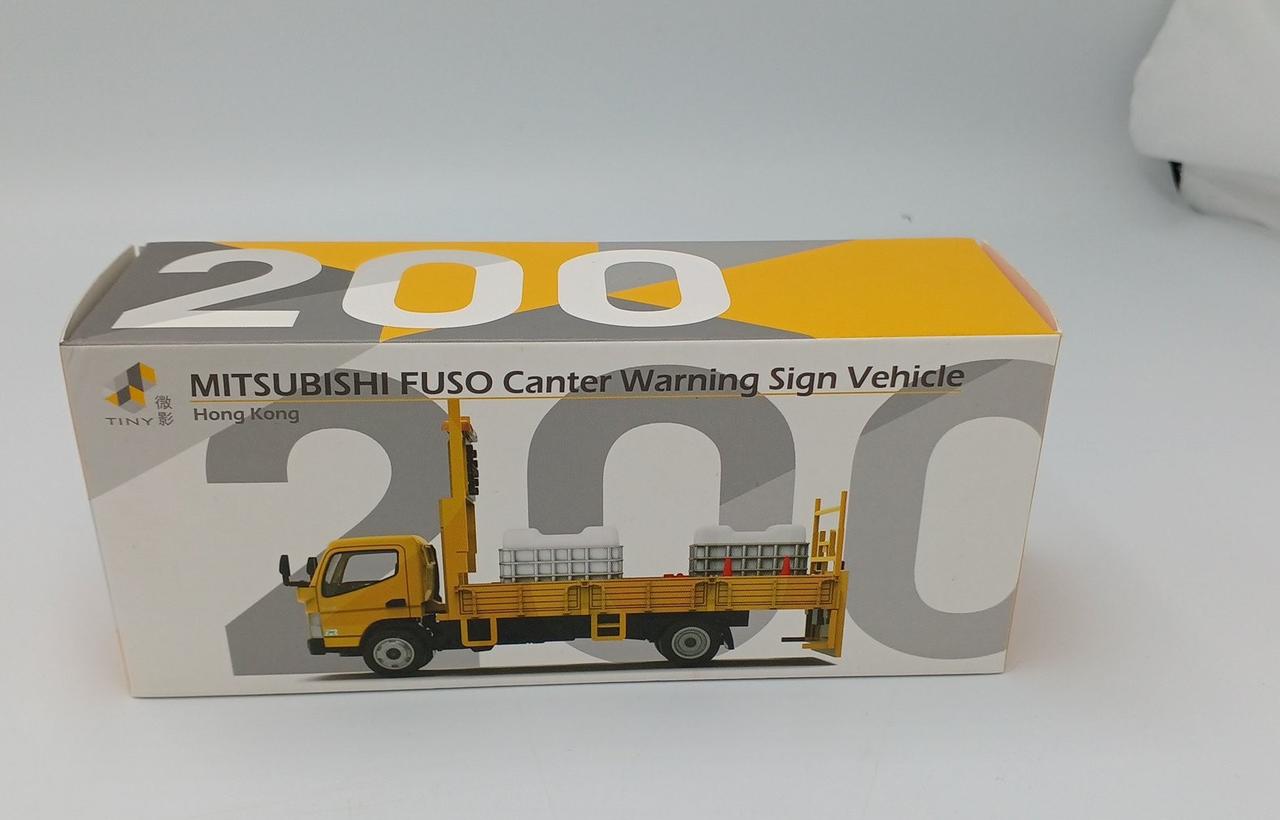 200
MITSUBISHI FUSO Canter Warning Sign Vehicle
Hong Kong
TINY 微影
200